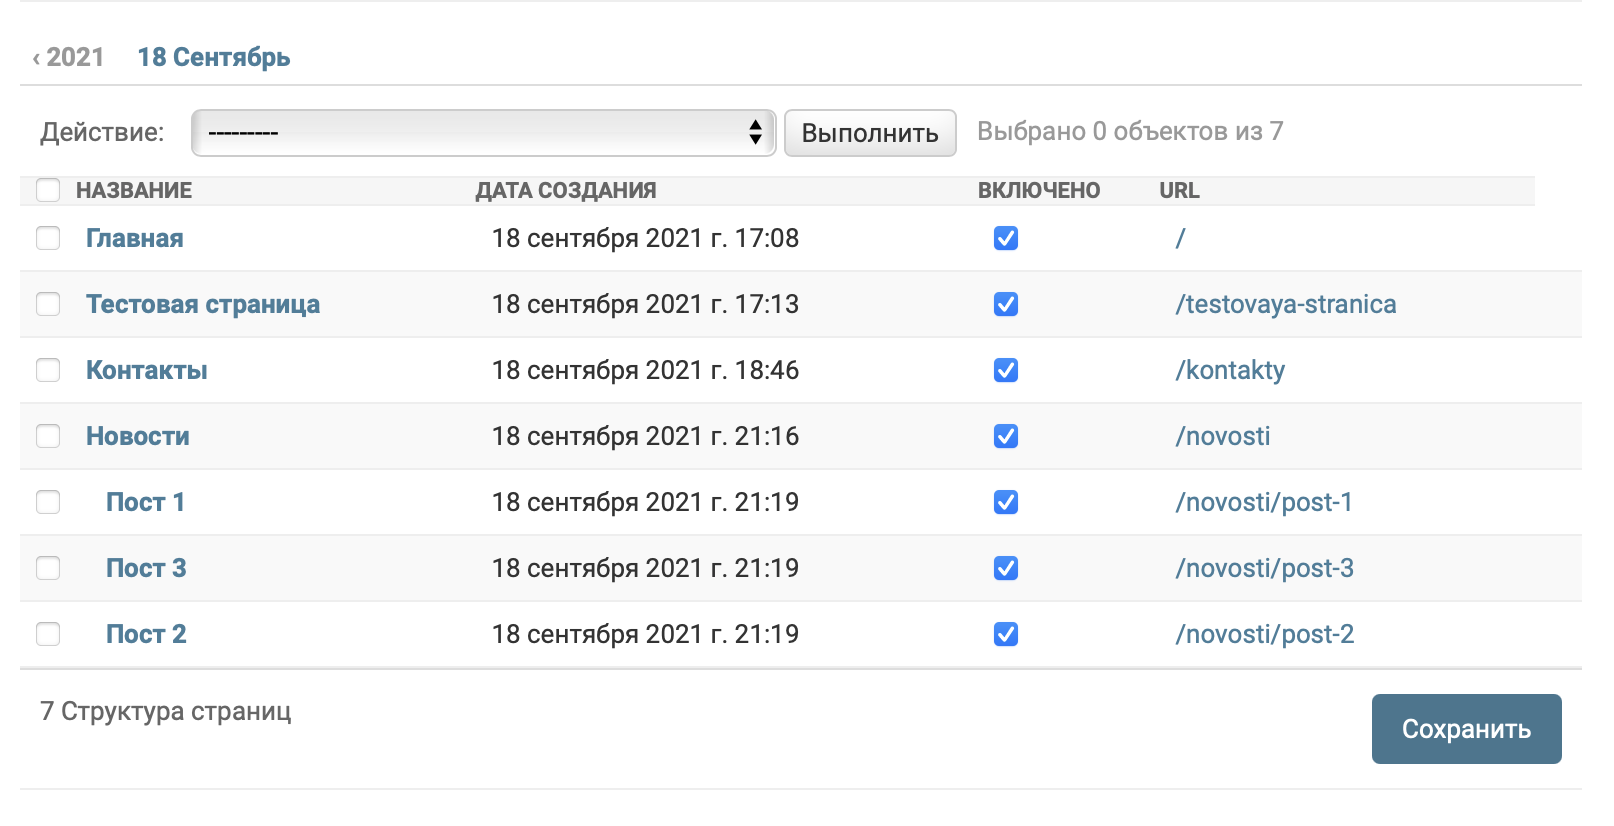 ‹ 2021 18 Сентябрь
Действие: --------- Выполнить Выбрано 0 объектов из 7
НАЗВАНИЕ ДАТА СОЗДАНИЯ ВКЛЮЧЕНО URL
Главная 18 сентября 2021 г. 17:08 /
Тестовая страница 18 сентября 2021 г. 17:13 /testovaya-stranica
Контакты 18 сентября 2021 г. 18:46 /kontakty
Новости 18 сентября 2021 г. 21:16 /novosti
Пост 1 18 сентября 2021 г. 21:19 /novosti/post-1
Пост 3 18 сентября 2021 г. 21:19 /novosti/post-3
Пост 2 18 сентября 2021 г. 21:19 /novosti/post-2
7 Структура страниц
Сохранить